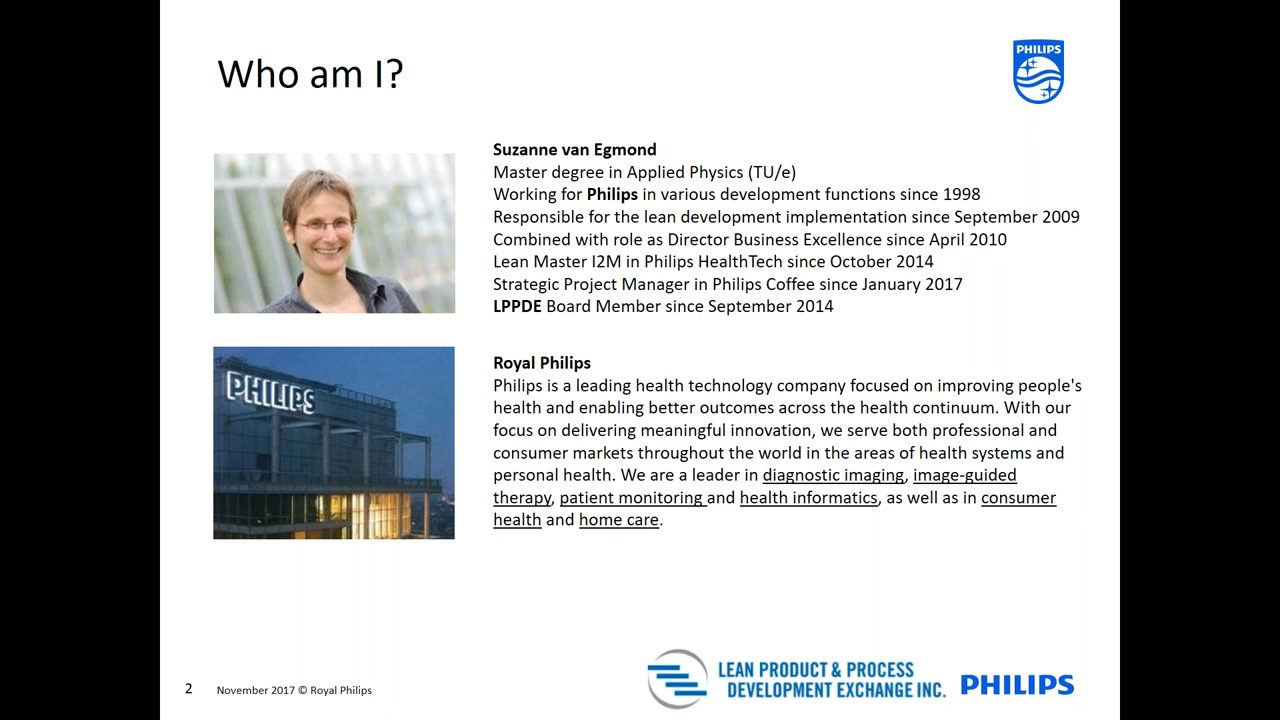 Who am I?
PHILIPS
Suzanne van Egmond
Master degree in Applied Physics (TU/e)
Working for Philips in various development functions since 1998
Responsible for the lean development implementation since September 2009
Combined with role as Director Business Excellence since April 2010
Lean Master I2M in Philips HealthTech since October 2014
Strategic Project Manager in Philips Coffee since January 2017
LPPDE Board Member since September 2014
PHILIPS
Royal Philips
Philips is a leading health technology company focused on improving people's
health and enabling better outcomes across the health continuum. With our
focus on delivering meaningful innovation, we serve both professional and
consumer markets throughout the world in the areas of health systems and
personal health. We are a leader in diagnostic imaging, image-guided
therapy, patient monitoring and health informatics, as well as in consumer
health and home care.
2 November 2017 © Royal Philips
LEAN PRODUCT & PROCESS
DEVELOPMENT EXCHANGE INC.
PHILIPS